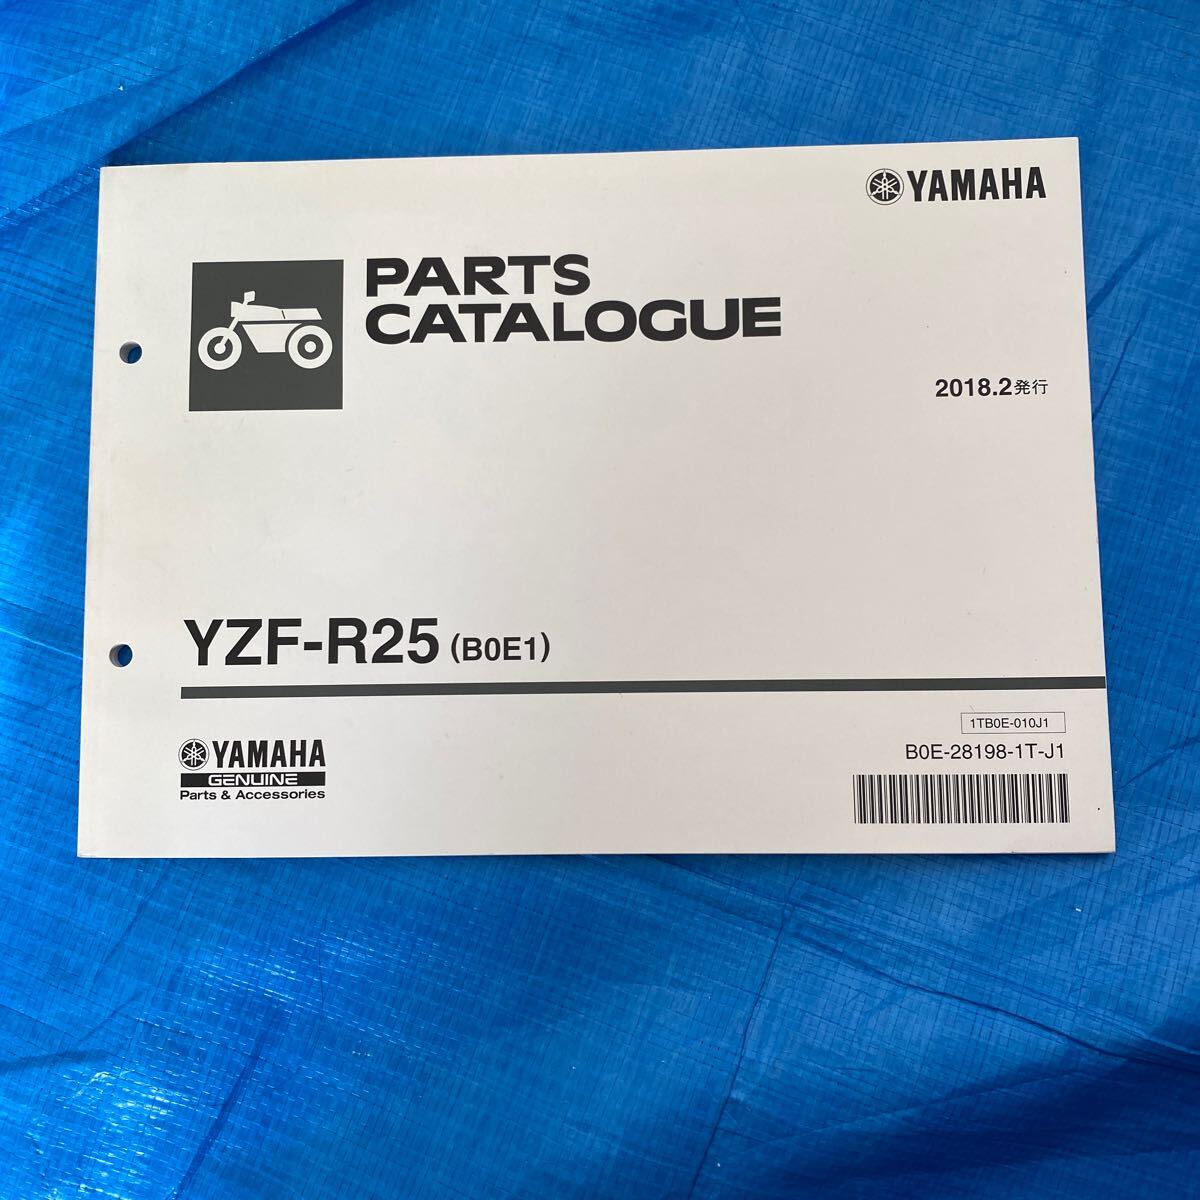 YAMAHA
PARTS
CATALOGUE
2018.2発行
YZF-R25 (B0E1)
1TB0E-010J1
B0E-28198-1T-J1
YAMAHA
GENUINE
Parts & Accessories